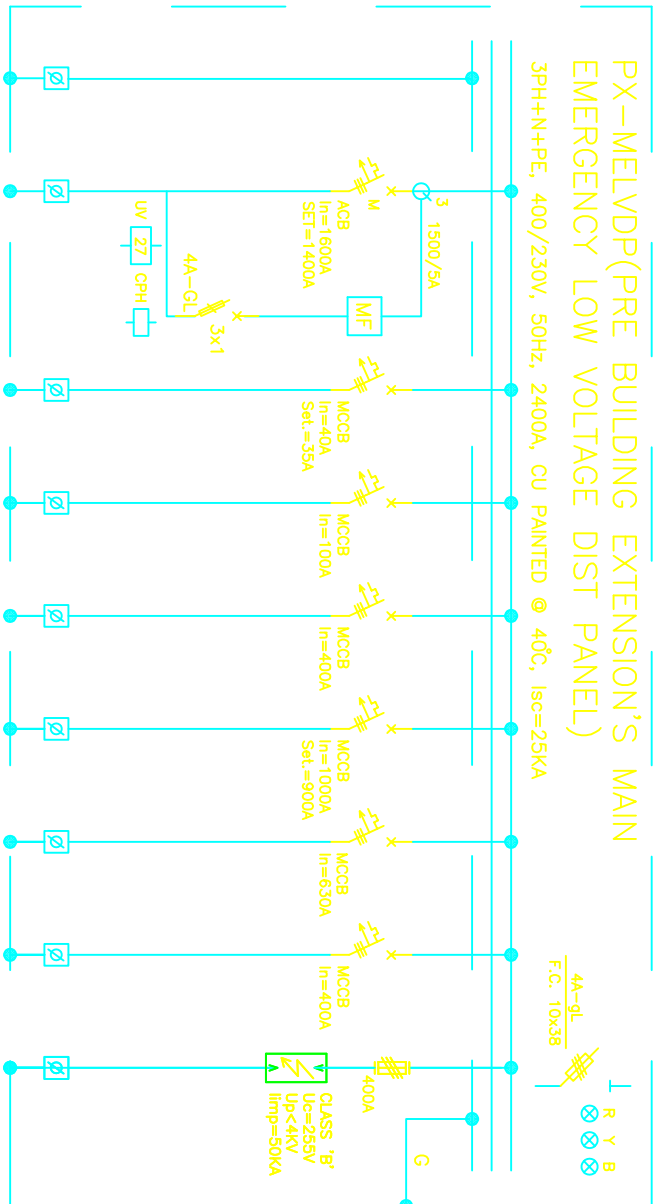 PX-MELVDP(PRE BUILDING EXTENSION'S MAIN
EMERGENCY LOW VOLTAGE DIST PANEL)
3PH+N+PE, 400/230V, 50Hz, 2400A, CU PAINTED @ 40°C, Isc=25KA
4A-gL
F.C. 10x38
R Y B
3
1500/5A
M
ACB
In=1600A
SET=1400A
MF
4A-GL
3x1
UV
27
CPH
MCCB
In=40A
Set.=35A
MCCB
In=100A
MCCB
In=400A
MCCB
In=1000A
Set.=900A
MCCB
In=630A
MCCB
In=400A
400A
CLASS 'B'
Uc=255V
Up<4KV
Iimp=50KA
G